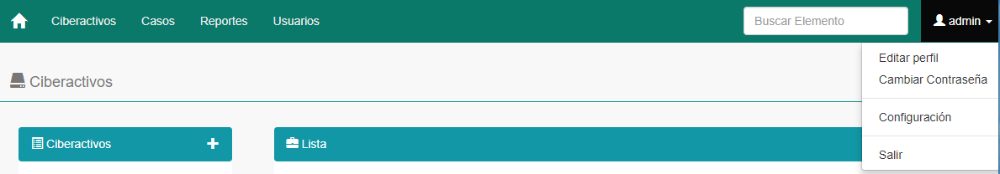 Ciberactivos Casos Reportes Usuarios Buscar Elemento admin
Editar perfil
Cambiar Contraseña
Configuración
Salir
Ciberactivos
Ciberactivos
Lista